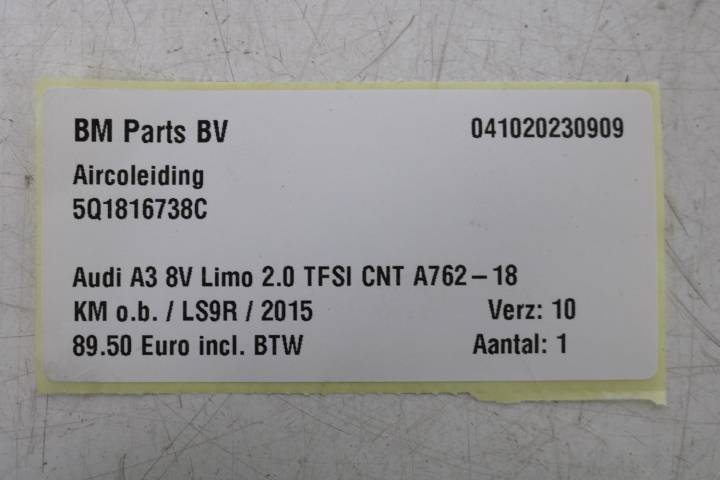 BM Parts BV 041020230909
Aircoleiding
5Q1816738C
Audi A3 8V Limo 2.0 TFSI CNT A762-18
KM o.b. / LS9R / 2015 Verz: 10
89.50 Euro incl. BTW Aantal: 1